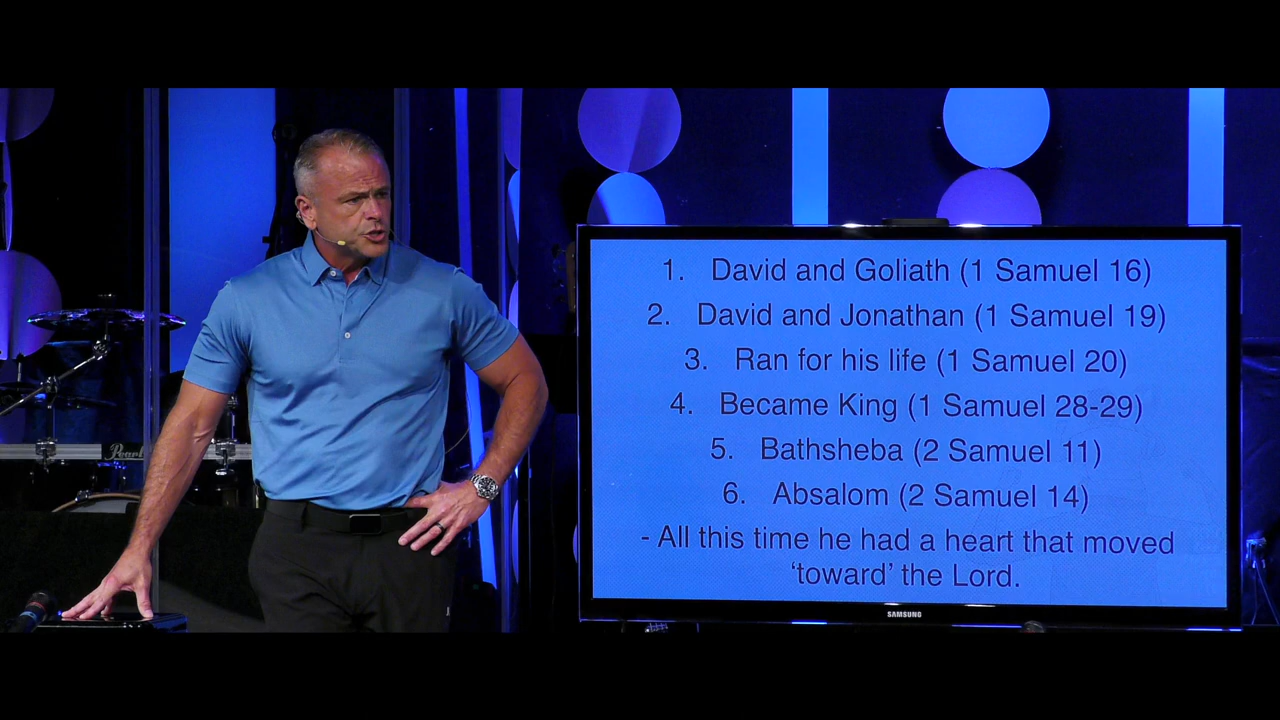 1. David and Goliath (1 Samuel 16)
2. David and Jonathan (1 Samuel 19)
3. Ran for his life (1 Samuel 20)
4. Became King (1 Samuel 28-29)
5. Bathsheba (2 Samuel 11)
6. Absalom (2 Samuel 14)
- All this time he had a heart that moved
‘toward’ the Lord.
SAMSUNG
Pearl